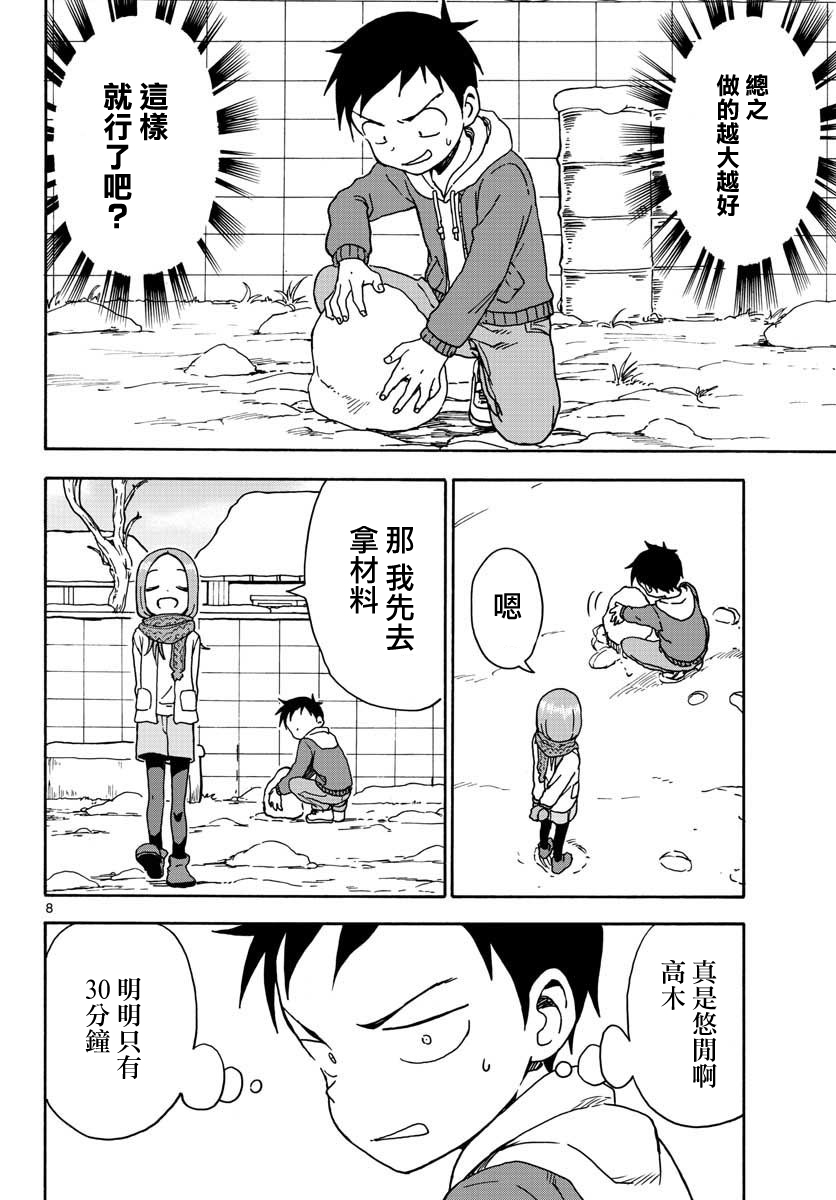 總之
做的越大越好
這樣
就行了吧？
嗯
那 我先去
拿材料
8
真是悠閒啊
高木
明明只有
30分鐘